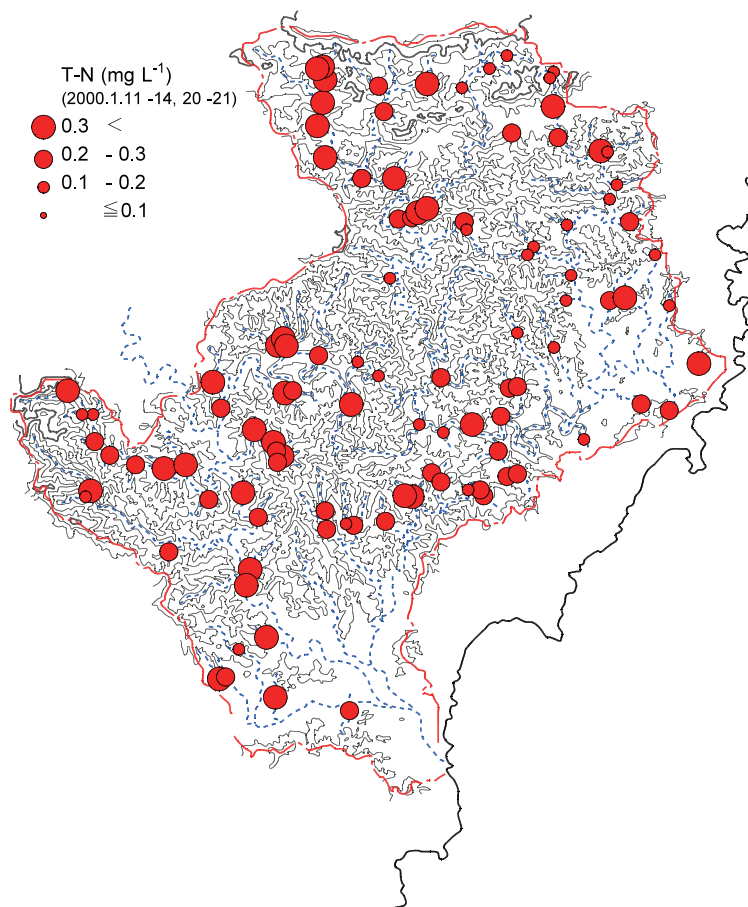 T-N (mg L-1)
(2000.1.11 -14, 20 -21)
0.3 <
0.2 - 0.3
0.1 - 0.2
≦0.1